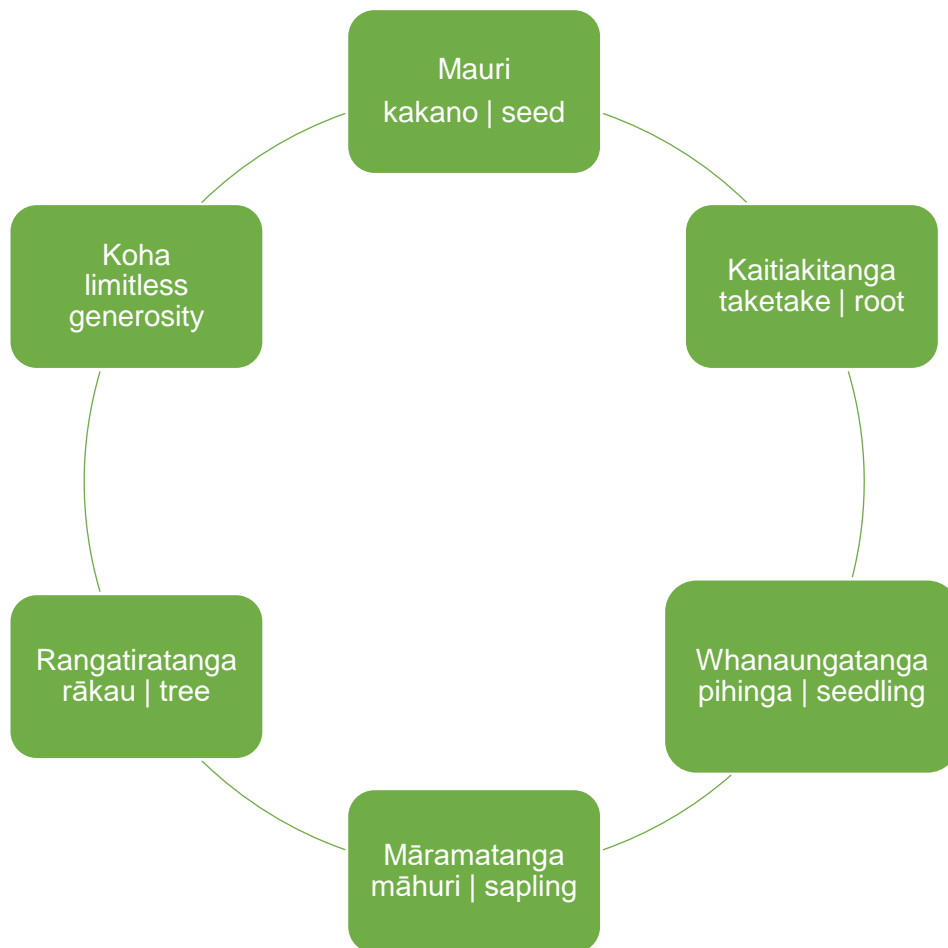 Mauri
kakano | seed
Kaitiakitanga
taketake | root
Whanaungatanga
pihinga | seedling
Māramatanga
māhuri | sapling
Rangatiratanga
rākau | tree
Koha
limitless
generosity